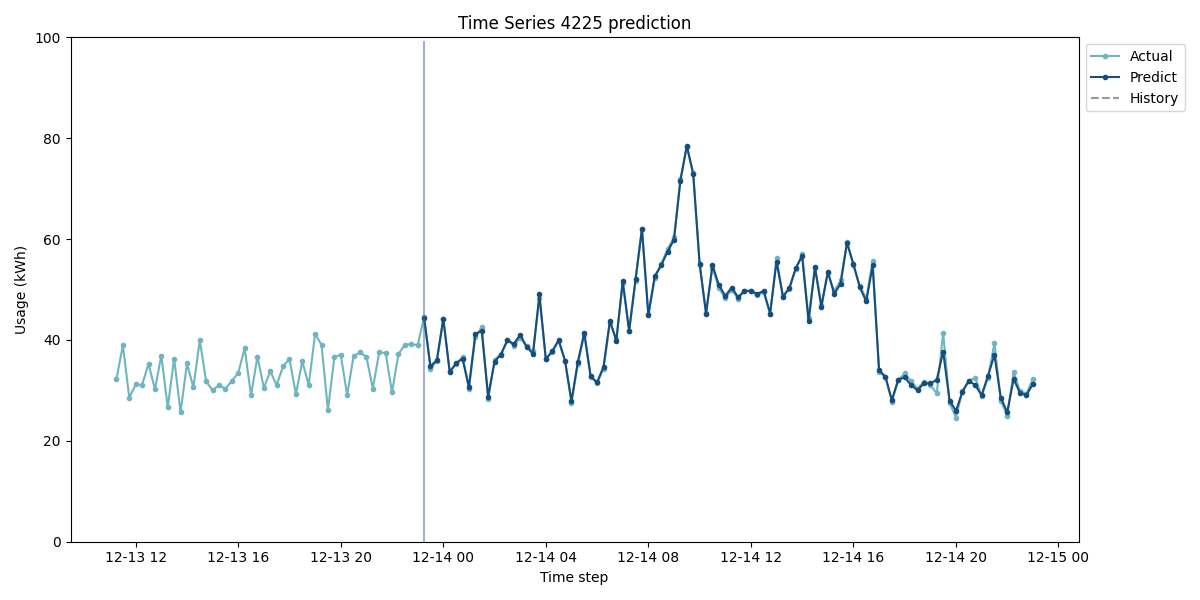 Time Series 4225 prediction
100
80
60
40
20
0
Usage (kWh)
12-13 12
12-13 16
12-13 20
12-14 00
12-14 04
12-14 08
12-14 12
12-14 16
12-14 20
12-15 00
Time step
Actual
Predict
History